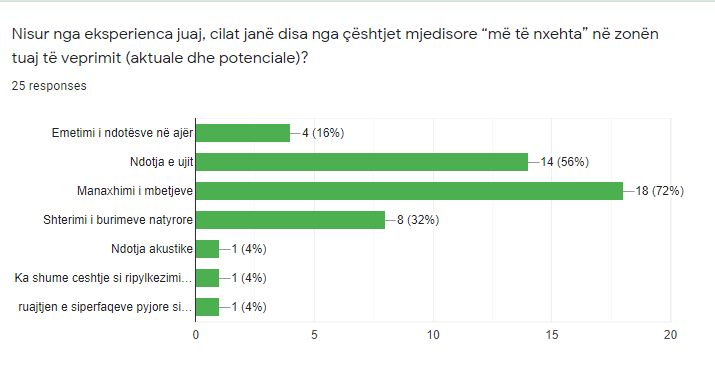 Nisur nga eksperienca juaj, cilat janë disa nga çështjet mjedisore “më të nxehta” në zonën
tuaj të veprimit (aktuale dhe potenciale)?
25 responses
Emetimi i ndotësve në ajër 4 (16%)
Ndotja e ujit 14 (56%)
Manaxhimi i mbetjeve 18 (72%)
Shterimi i burimeve natyrore 8 (32%)
Ndotja akustike 1 (4%)
Ka shume ceshtje si ripylkezimi... 1 (4%)
ruajtjen e siperfaqeve pyjore si... 1 (4%)
0 5 10 15 20